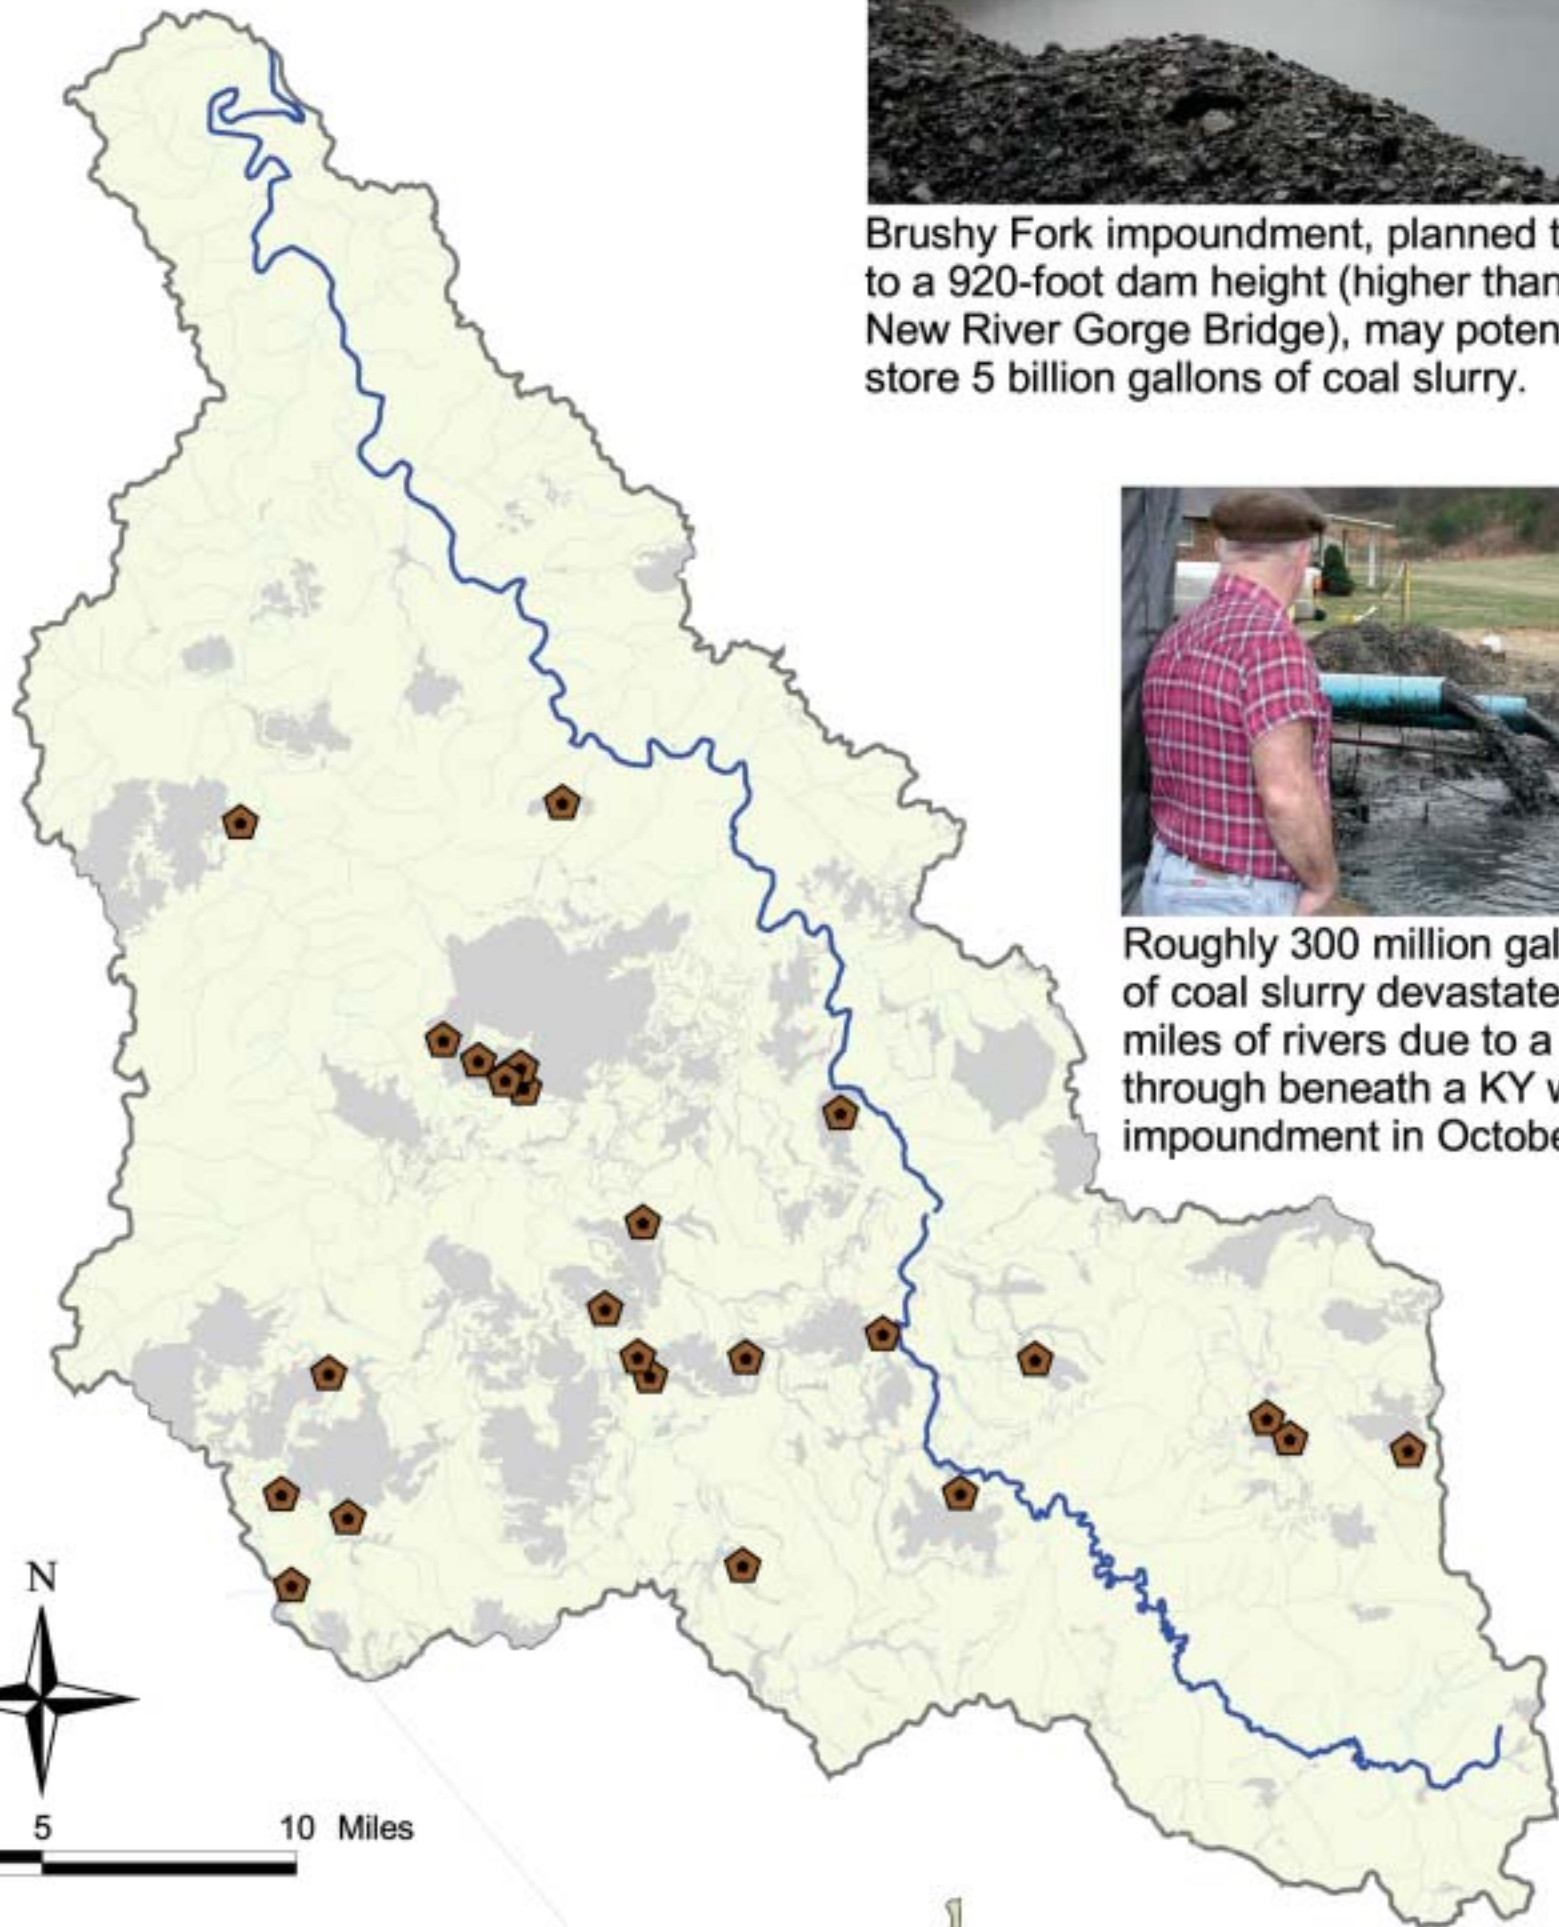 Brushy Fork impoundment, planned t
to a 920-foot dam height (higher than
New River Gorge Bridge), may poten
store 5 billion gallons of coal slurry.
Roughly 300 million gal
of coal slurry devastate
miles of rivers due to a
through beneath a KY w
impoundment in Octobe
N
5 10 Miles